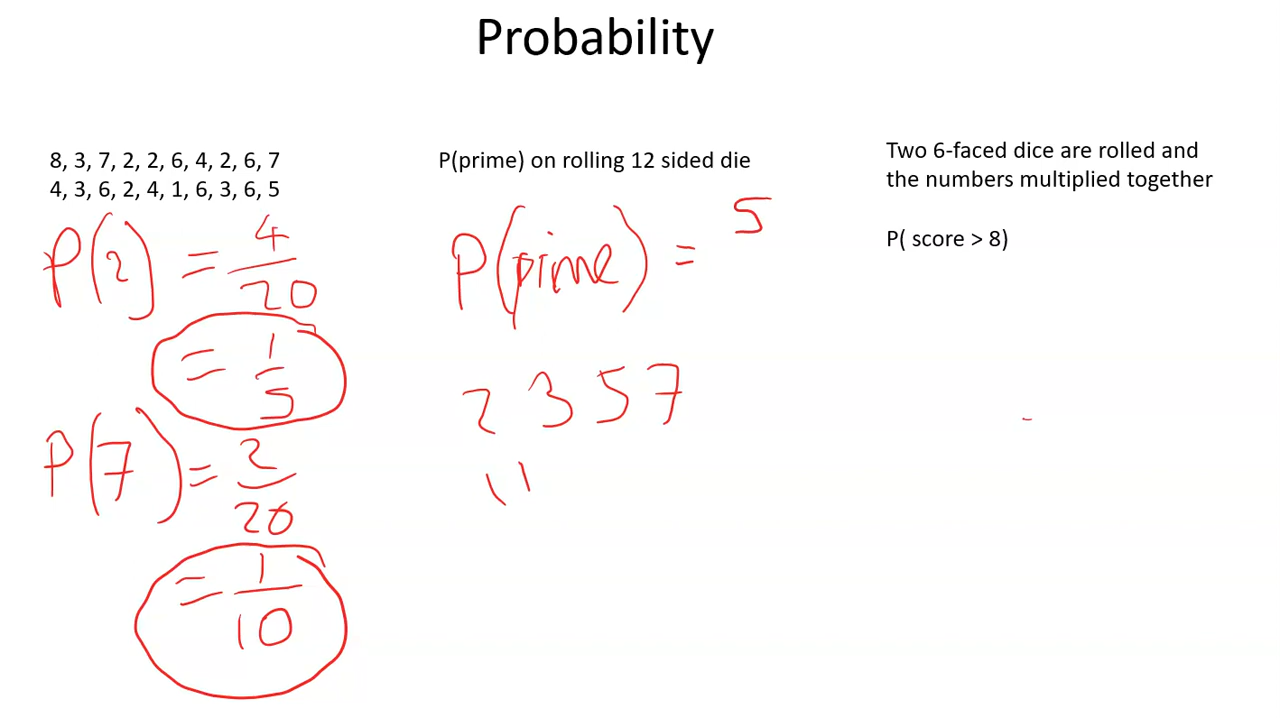 Probability
8, 3, 7, 2, 2, 6, 4, 2, 6, 7
4, 3, 6, 2, 4, 1, 6, 3, 6, 5
P(2) = 4/20
= 1/5
P(7) = 2/20
= 1/10
P(prime) on rolling 12 sided die
P(prime) = 5
2 3 5 7
11
Two 6-faced dice are rolled and
the numbers multiplied together
P( score > 8)